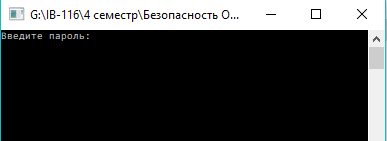 G:\IB-116\4 семестр\Безопасность О...
Введите пароль: